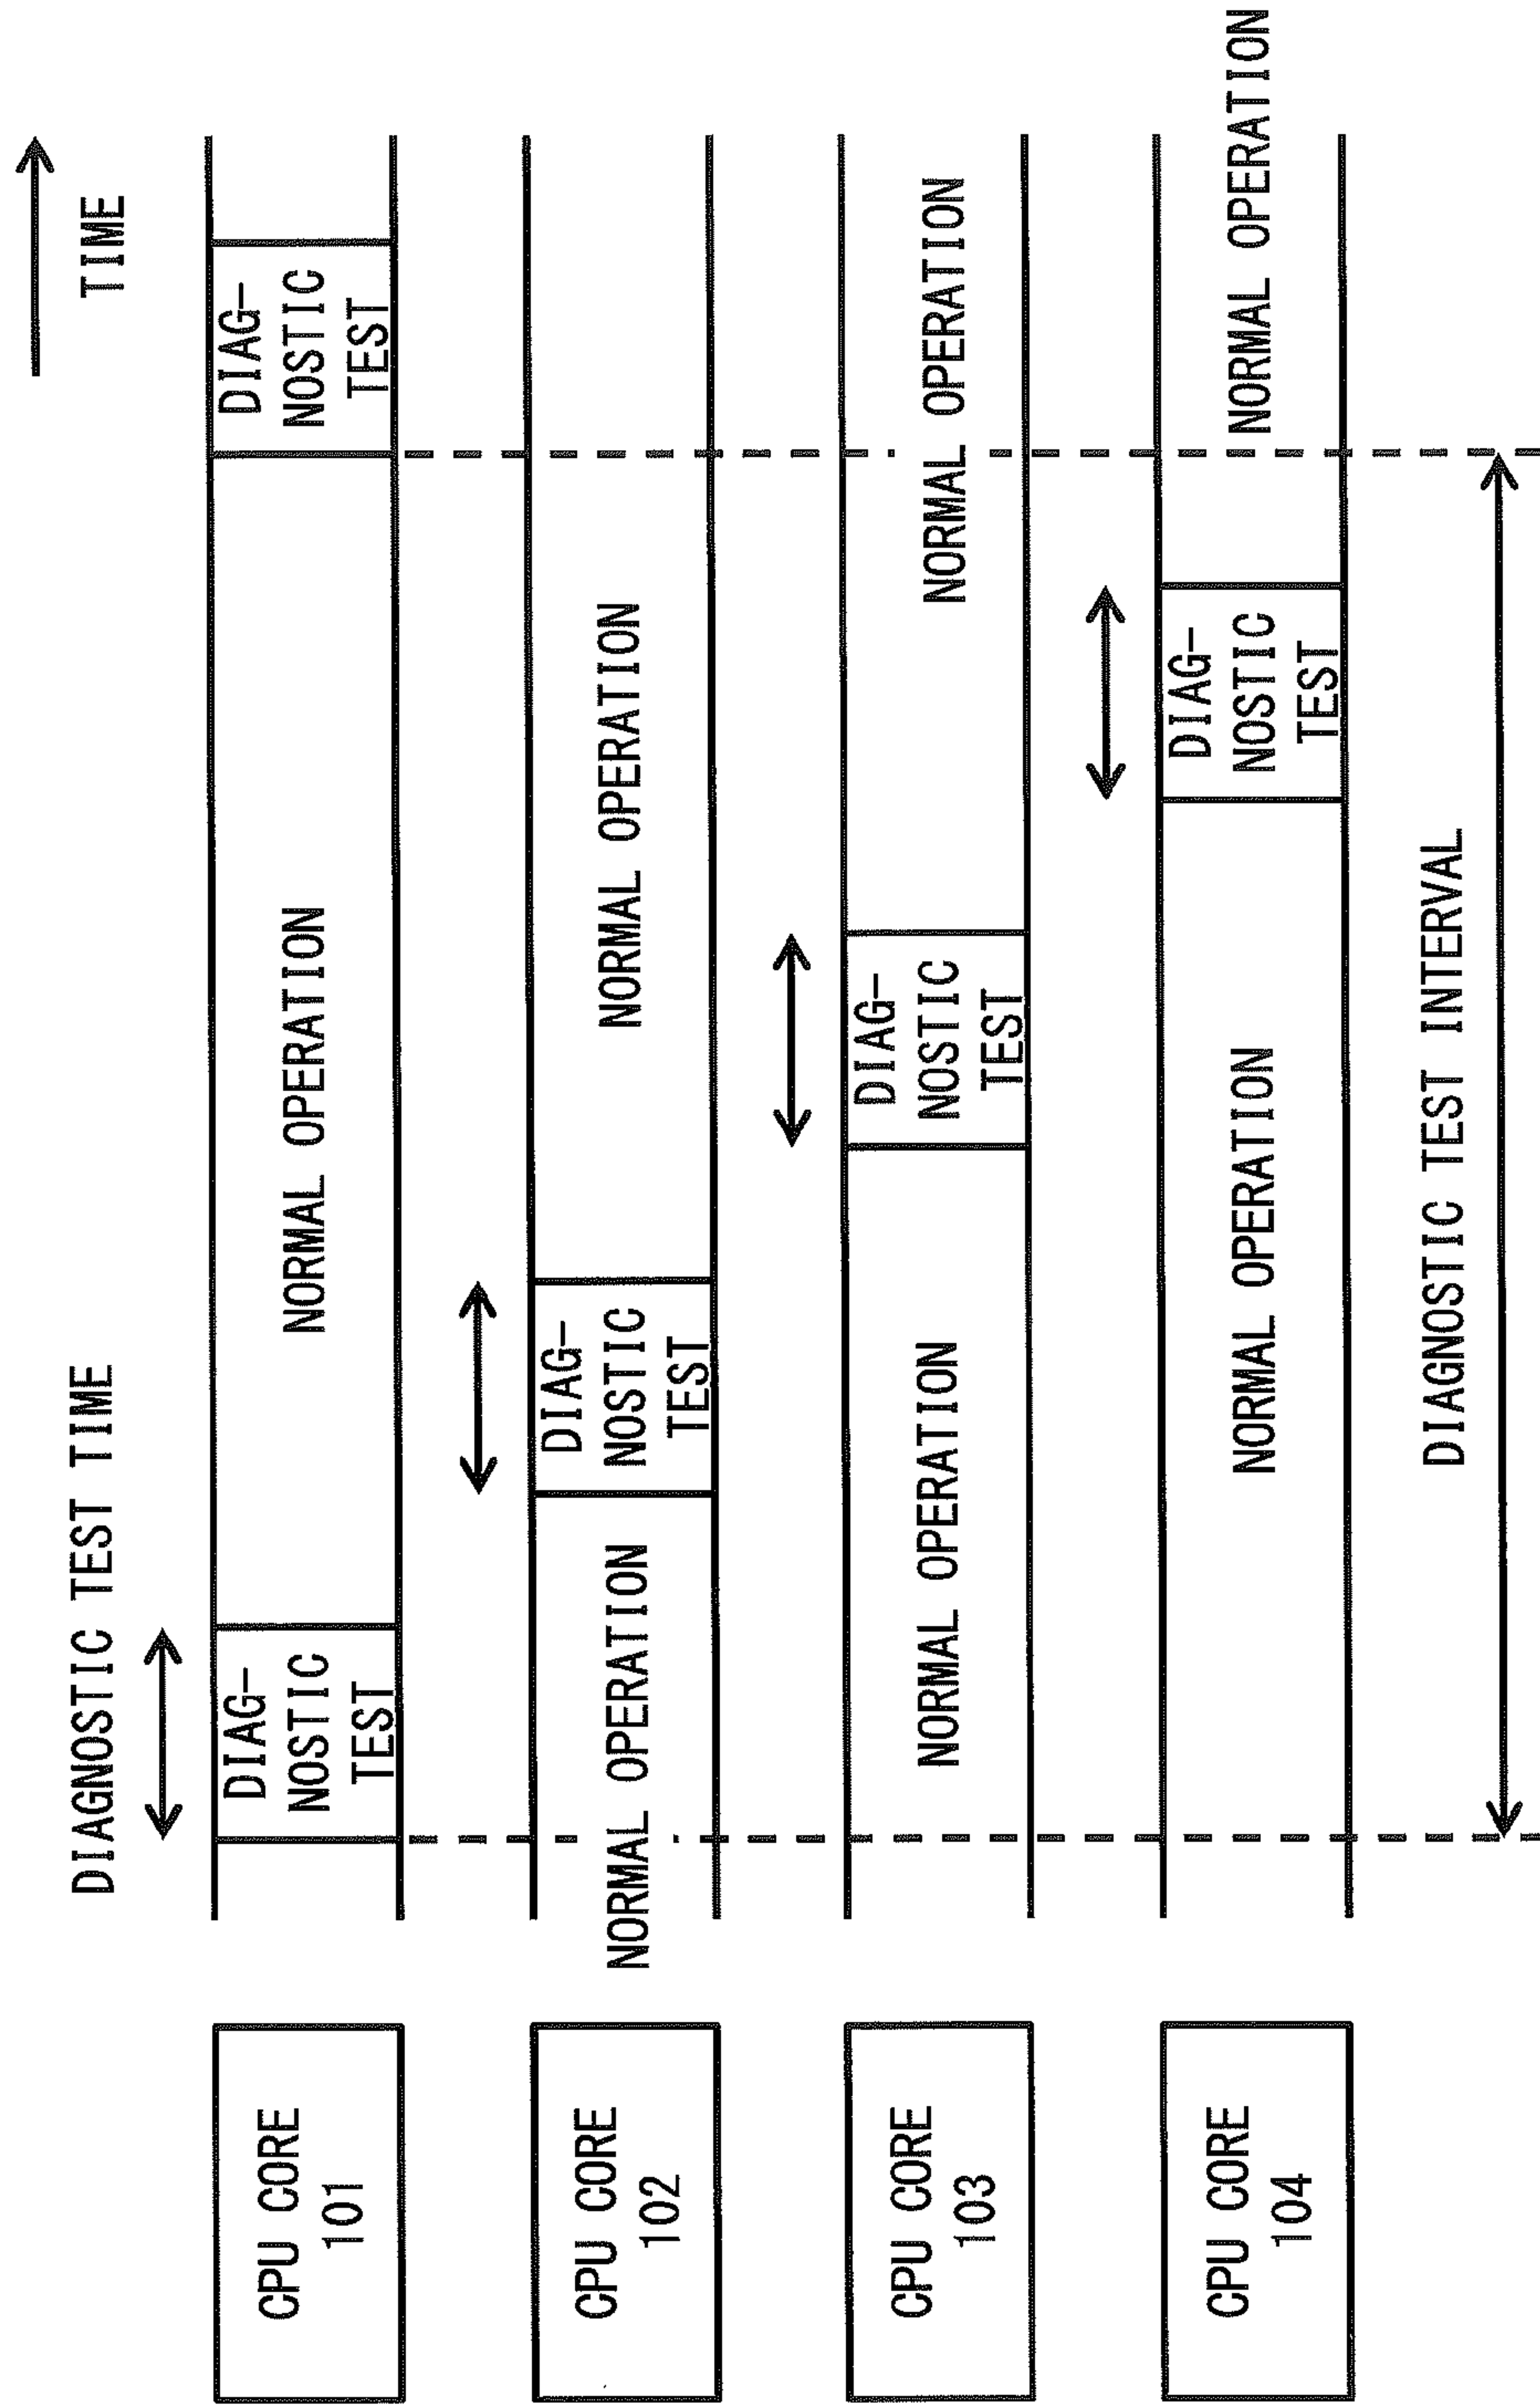 TIME
DIAGNOSTIC TEST TIME
CPU CORE
101
DIAG-
NOSTIC
TEST
NORMAL OPERATION
DIAG-
NOSTIC
TEST
CPU CORE
102
NORMAL OPERATION
DIAG-
NOSTIC
TEST
NORMAL OPERATION
CPU CORE
103
NORMAL OPERATION
DIAG-
NOSTIC
TEST
NORMAL OPERATION
CPU CORE
104
NORMAL OPERATION
DIAG-
NOSTIC
TEST
NORMAL OPERATION
DIAGNOSTIC TEST INTERVAL